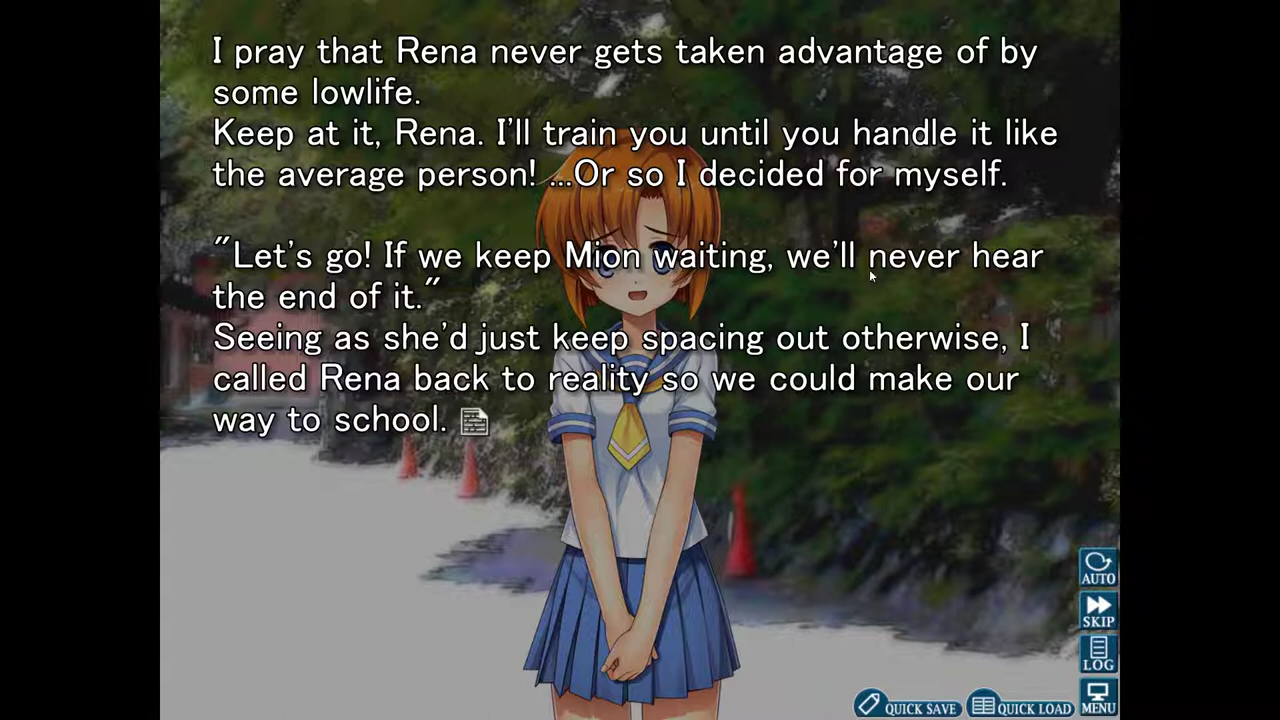 I pray that Rena never gets taken advantage of by
some lowlife.
Keep at it, Rena. I'll train you until you handle it like
the average person! ...Or so I decided for myself.
"Let's go! If we keep Mion waiting, we'll never hear
the end of it."
Seeing as she'd just keep spacing out otherwise, I
called Rena back to reality so we could make our
way to school.
AUTO
SKIP
LOG
QUICK SAVE QUICK LOAD MENU